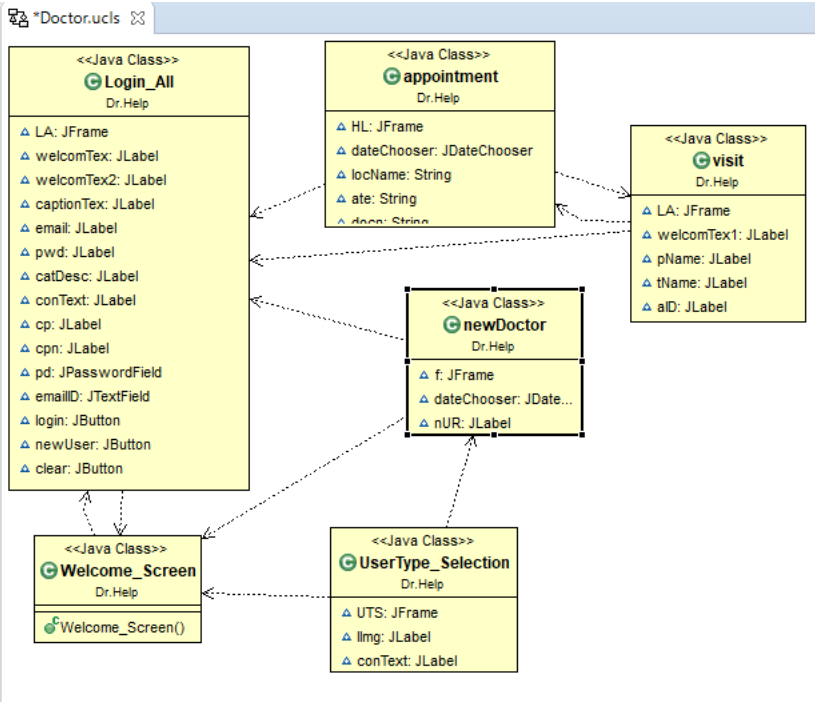 *Doctor.ucls
<<Java Class>>
Login_All
Dr.Help
LA: JFrame
welcomTex: JLabel
welcomTex2: JLabel
captionTex: JLabel
email: JLabel
pwd: JLabel
catDesc: JLabel
conText: JLabel
cp: JLabel
cpn: JLabel
pd: JPasswordField
emailID: JTextField
login: JButton
newUser: JButton
clear: JButton
<<Java Class>>
appointment
Dr.Help
HL: JFrame
dateChooser: JDateChooser
locName: String
ate: String
docn: String
<<Java Class>>
visit
Dr.Help
LA: JFrame
welcomTex1: JLabel
pName: JLabel
tName: JLabel
aID: JLabel
<<Java Class>>
newDoctor
Dr.Help
f: JFrame
dateChooser: JDate...
nUR: JLabel
<<Java Class>>
Welcome_Screen
Dr.Help
Welcome_Screen()
<<Java Class>>
UserType_Selection
Dr.Help
UTS: JFrame
lImg: JLabel
conText: JLabel